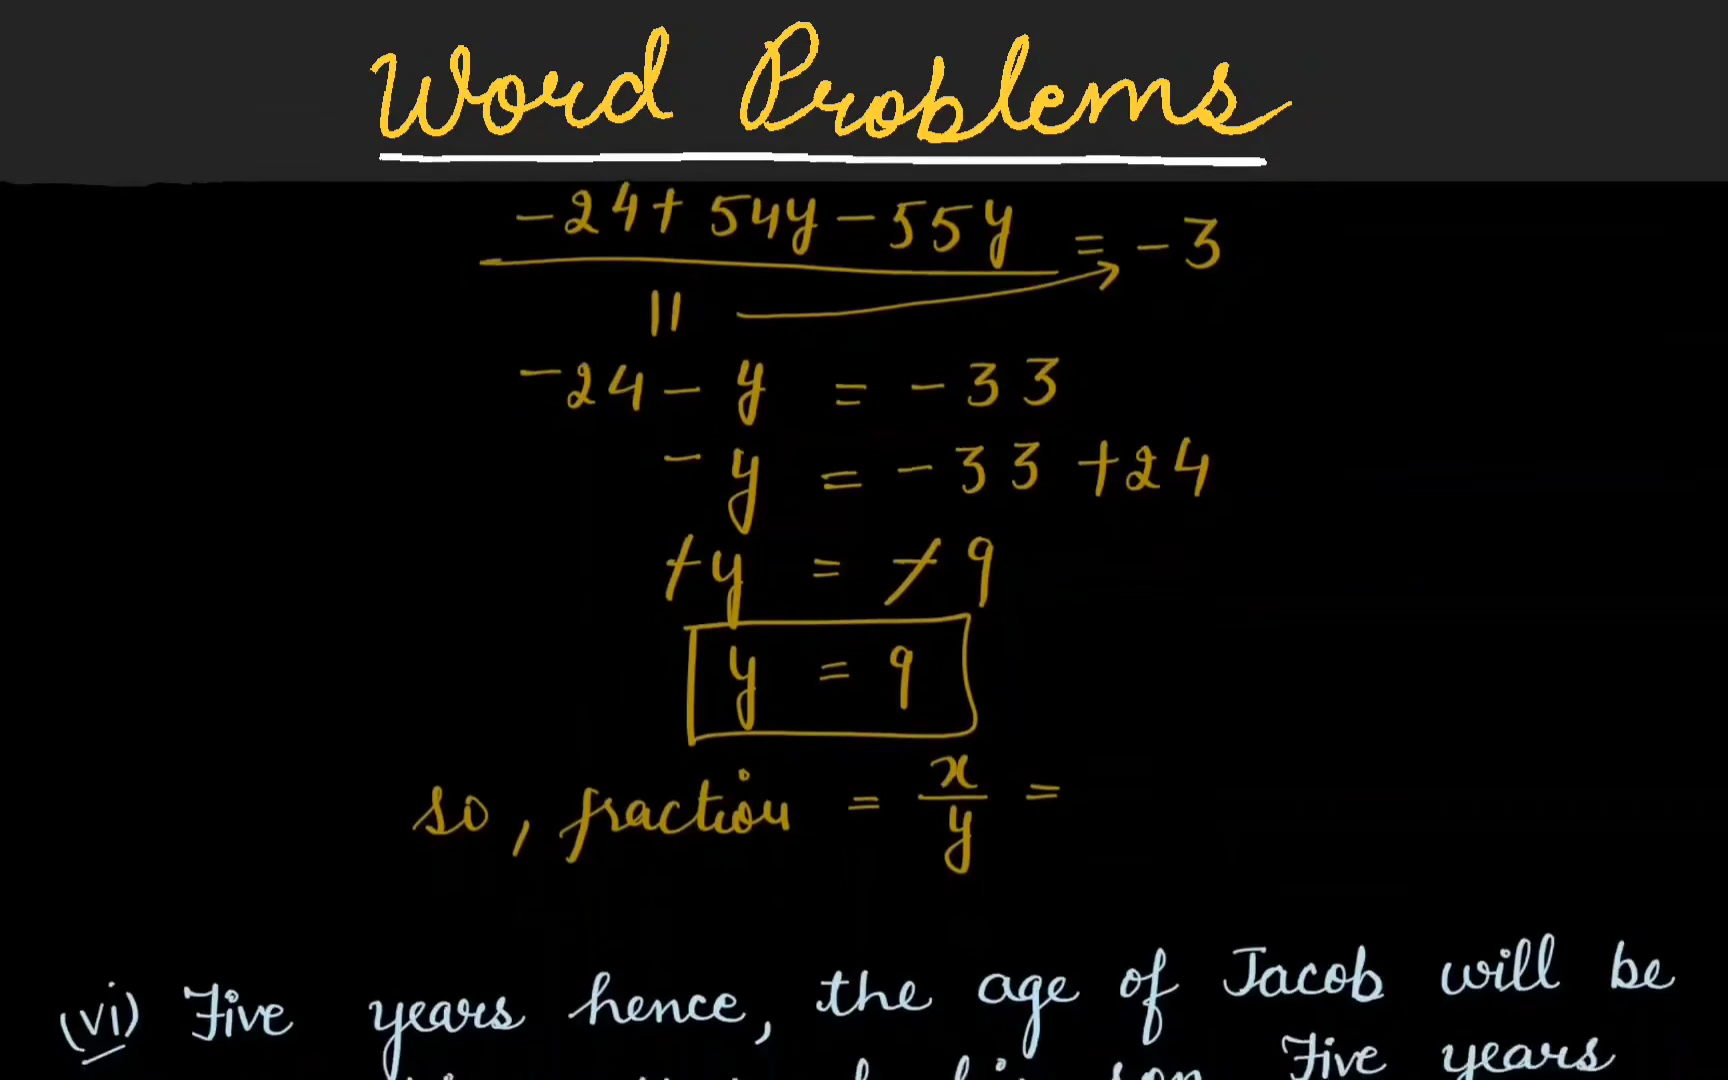 Word Problems
-24+ 54y - 55y = -3
11
-24 - y = -33
-y = -33 +24
+y = +9
y = 9
so, fraction = x/y =
(vi) Five years hence, the age of Jacob will be
son Five years